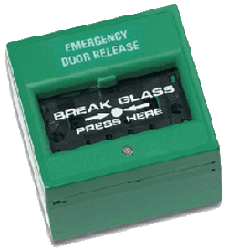 EMERGENCY
DOOR RELEASE
BREAK GLASS
PRESS HERE